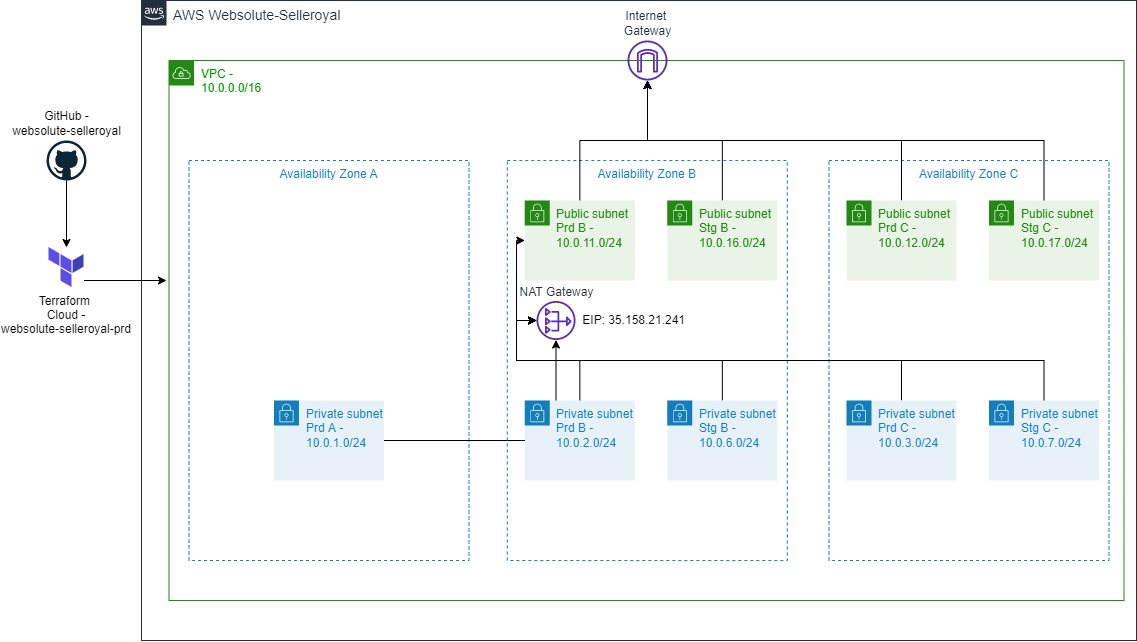 aws
AWS Websolute-Selleroyal
Internet
Gateway
VPC -
10.0.0.0/16
GitHub -
websolute-selleroyal
Availability Zone A
Availability Zone B
Availability Zone C
Public subnet
Prd B -
10.0.11.0/24
Public subnet
Stg B -
10.0.16.0/24
Public subnet
Prd C -
10.0.12.0/24
Public subnet
Stg C -
10.0.17.0/24
Terraform
Cloud -
websolute-selleroyal-prd
NAT Gateway
EIP: 35.158.21.241
Private subnet
Prd A -
10.0.1.0/24
Private subnet
Prd B -
10.0.2.0/24
Private subnet
Stg B -
10.0.6.0/24
Private subnet
Prd C -
10.0.3.0/24
Private subnet
Stg C -
10.0.7.0/24